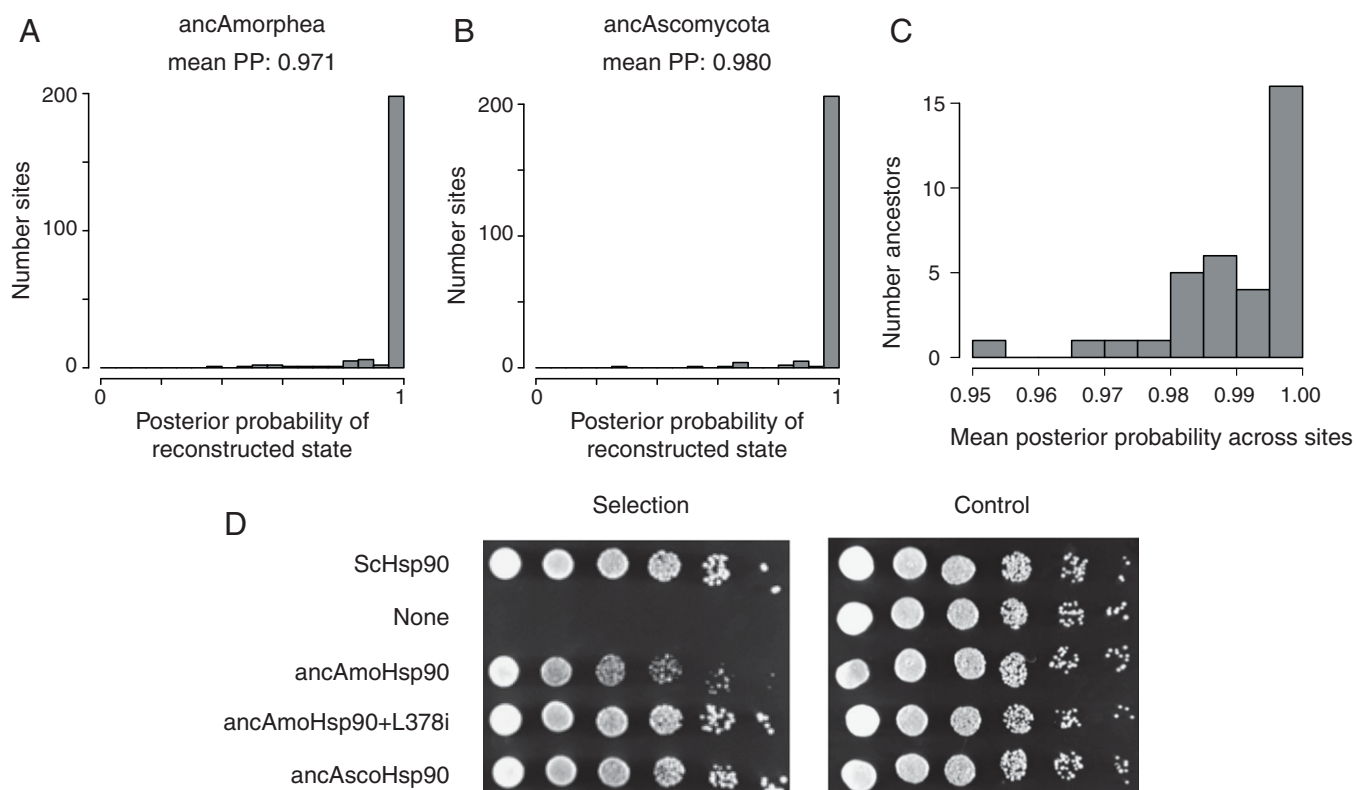 A
ancAmorphea
mean PP: 0.971
200
100
0
Number sites
0
1
Posterior probability of
reconstructed state
B
ancAscomycota
mean PP: 0.980
200
100
0
Number sites
0
1
Posterior probability of
reconstructed state
C
15
10
5
0
Number ancestors
0.95
0.96
0.97
0.98
0.99
1.00
Mean posterior probability across sites
D
Selection
Control
ScHsp90
None
ancAmoHsp90
ancAmoHsp90+L378i
ancAscoHsp90